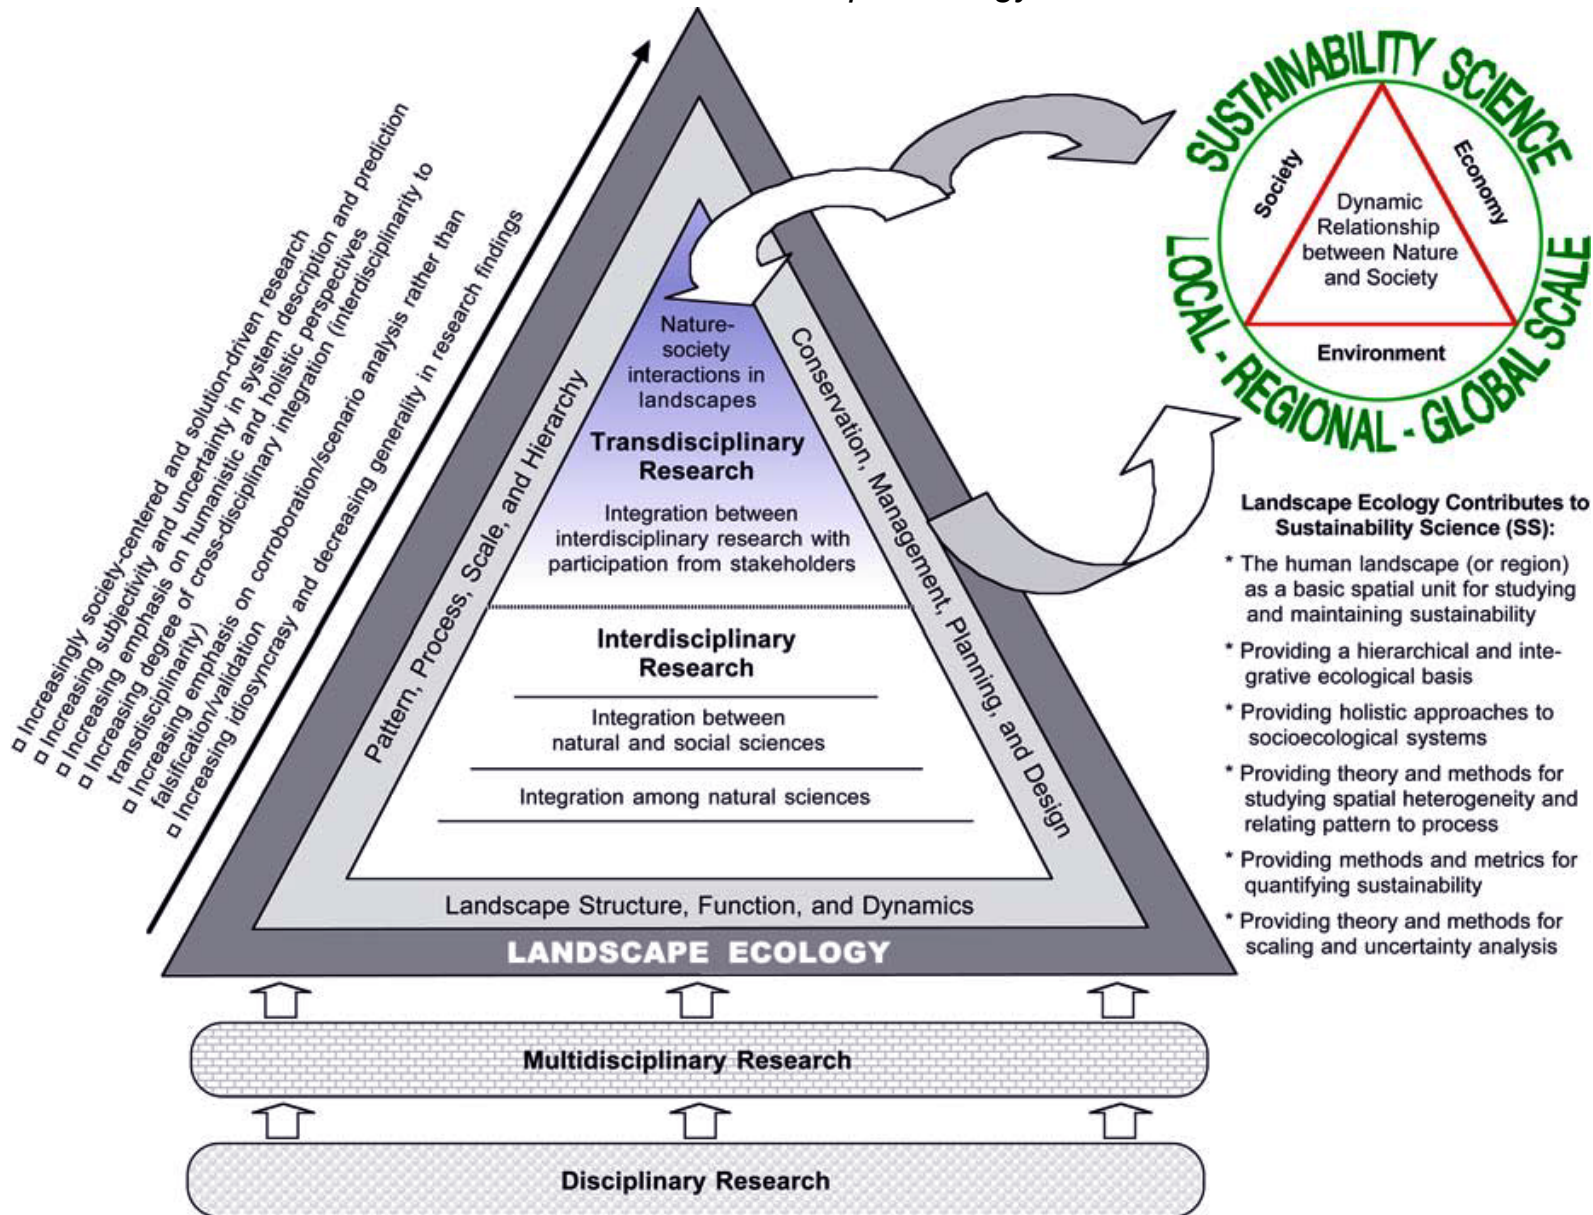 Increasingly society-centered and solution-driven research
Increasing subjectivity and uncertainty in system description and prediction
Increasing emphasis on humanistic and holistic perspectives
Increasing degree of cross-disciplinary integration (interdisciplinarity to
transdisciplinarity)
Increasing emphasis on corroboration/scenario analysis rather than
falsification/validation
Increasing idiosyncrasy and decreasing generality in research findings
Nature-
society
interactions in
landscapes
Transdisciplinary
Research
Integration between
interdisciplinary research with
participation from stakeholders
Interdisciplinary
Research
Integration between
natural and social sciences
Integration among natural sciences
Pattern, Process, Scale, and Hierarchy
Conservation, Management, Planning, and Design
Landscape Structure, Function, and Dynamics
LANDSCAPE ECOLOGY
Multidisciplinary Research
Disciplinary Research
SUSTAINABILITY SCIENCE
Society
Economy
Dynamic
Relationship
between Nature
and Society
Environment
LOCAL - REGIONAL - GLOBAL SCALE
Landscape Ecology Contributes to
Sustainability Science (SS):
* The human landscape (or region)
as a basic spatial unit for studying
and maintaining sustainability
* Providing a hierarchical and inte-
grative ecological basis
* Providing holistic approaches to
socioecological systems
* Providing theory and methods for
studying spatial heterogeneity and
relating pattern to process
* Providing methods and metrics for
quantifying sustainability
* Providing theory and methods for
scaling and uncertainty analysis